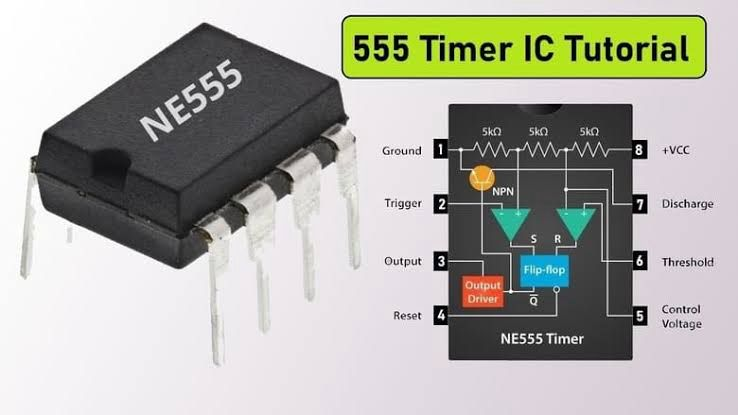 555 Timer IC Tutorial
NE555
5kΩ 5kΩ 5kΩ
Ground 1 8 +VCC
NPN
Trigger 2 7 Discharge
- + - +
S R
Output 3 Flip-flop 6 Threshold
Output
Driver
Q̅
Reset 4 5 Control
Voltage
NE555 Timer